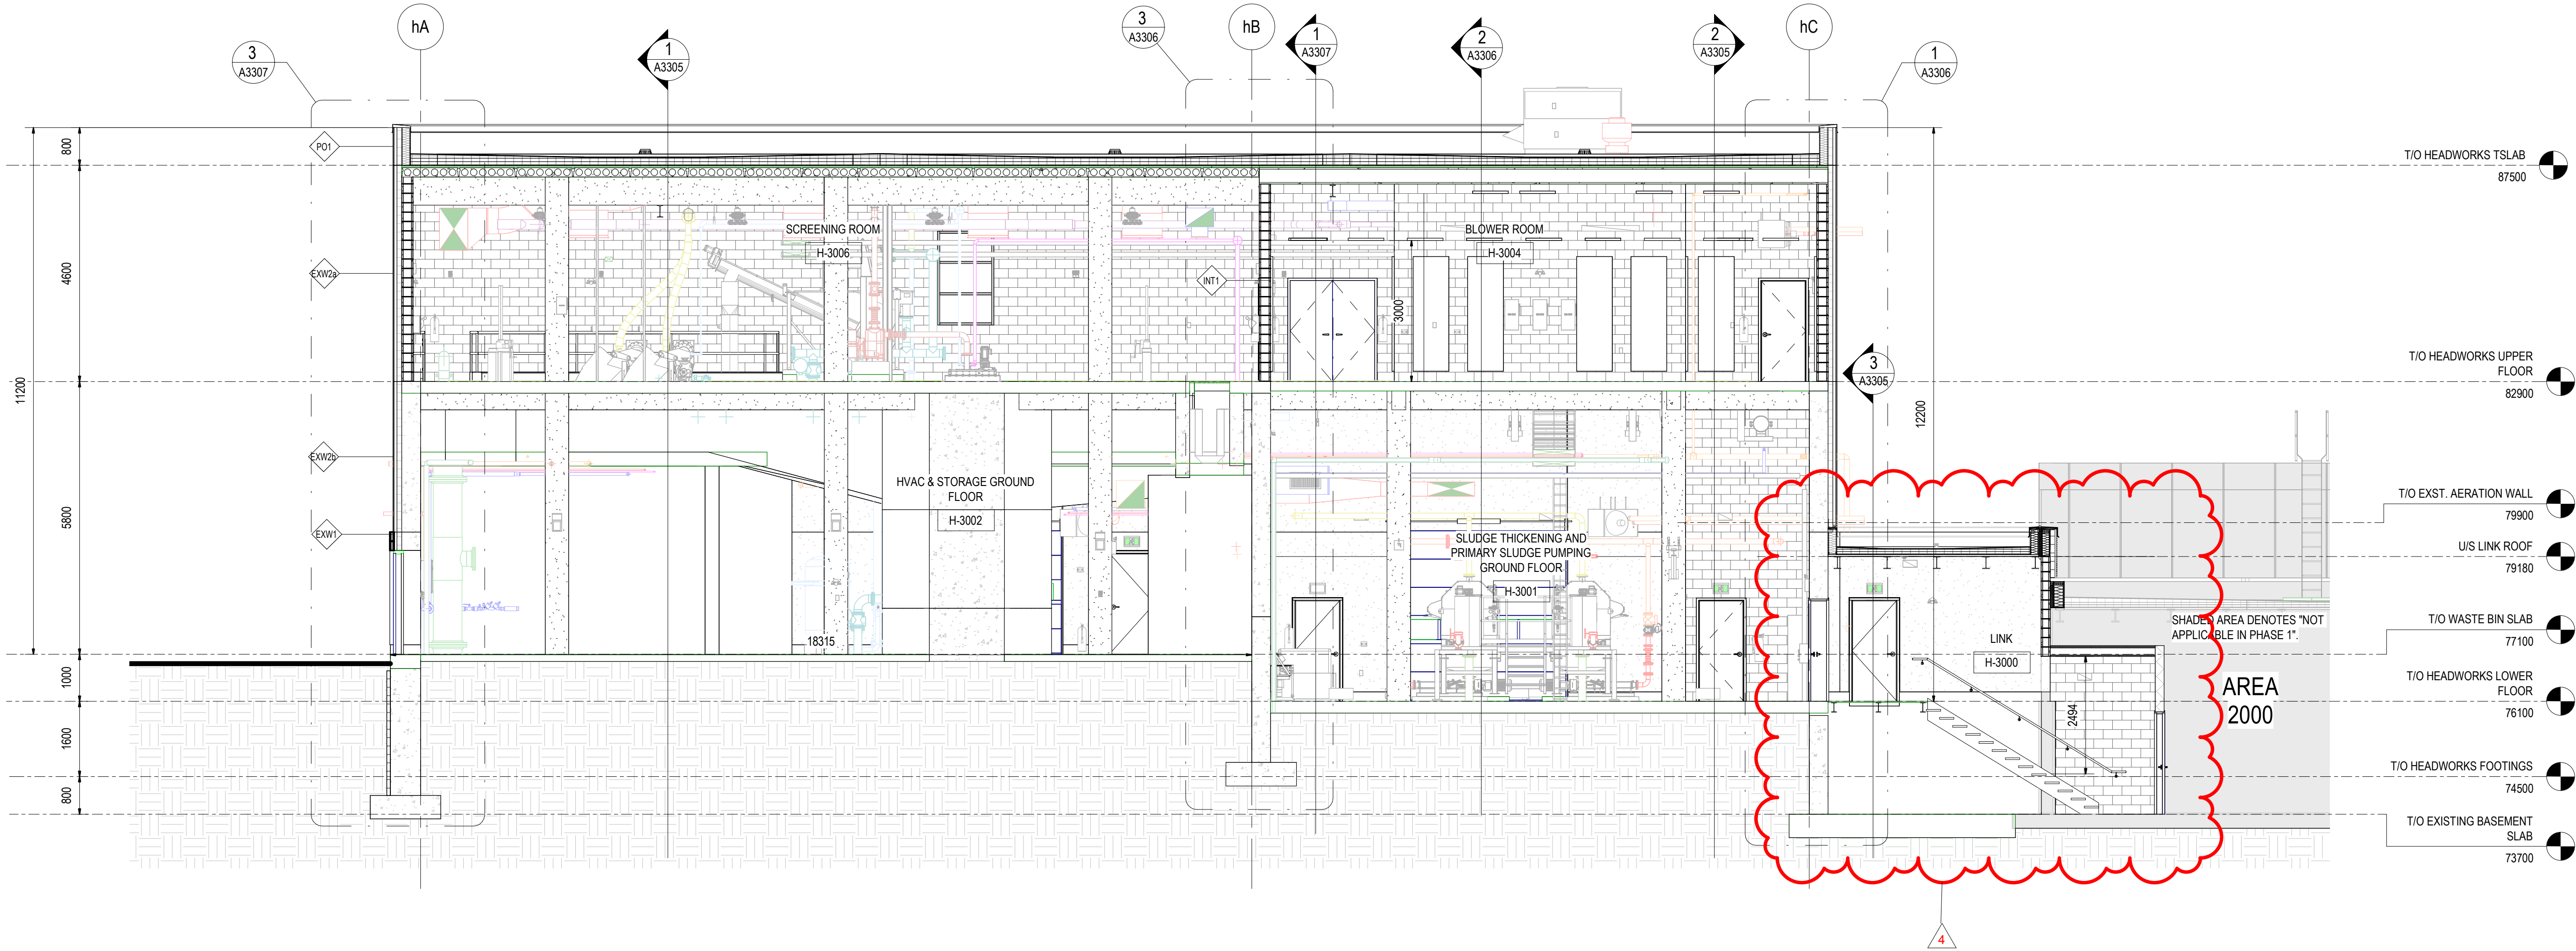 hA
hB
hC
3
A3307
1
A3305
3
A3306
1
A3307
2
A3306
2
A3305
1
A3306
PO1
EXW2a
EXW2b
EXW1
INT1
800
4600
11200
5800
1000
1600
800
SCREENING ROOM
H-3006
BLOWER ROOM
H-3004
3000
3
A3305
12200
HVAC & STORAGE GROUND
FLOOR
H-3002
18315
SLUDGE THICKENING AND
PRIMARY SLUDGE PUMPING
GROUND FLOOR
H-3001
LINK
H-3000
2494
SHADED AREA DENOTES "NOT
APPLICABLE IN PHASE 1".
AREA
2000
4
T/O HEADWORKS TSLAB
87500
T/O HEADWORKS UPPER
FLOOR
82900
T/O EXST. AERATION WALL
79900
U/S LINK ROOF
79180
T/O WASTE BIN SLAB
77100
T/O HEADWORKS LOWER
FLOOR
76100
T/O HEADWORKS FOOTINGS
74500
T/O EXISTING BASEMENT
SLAB
73700